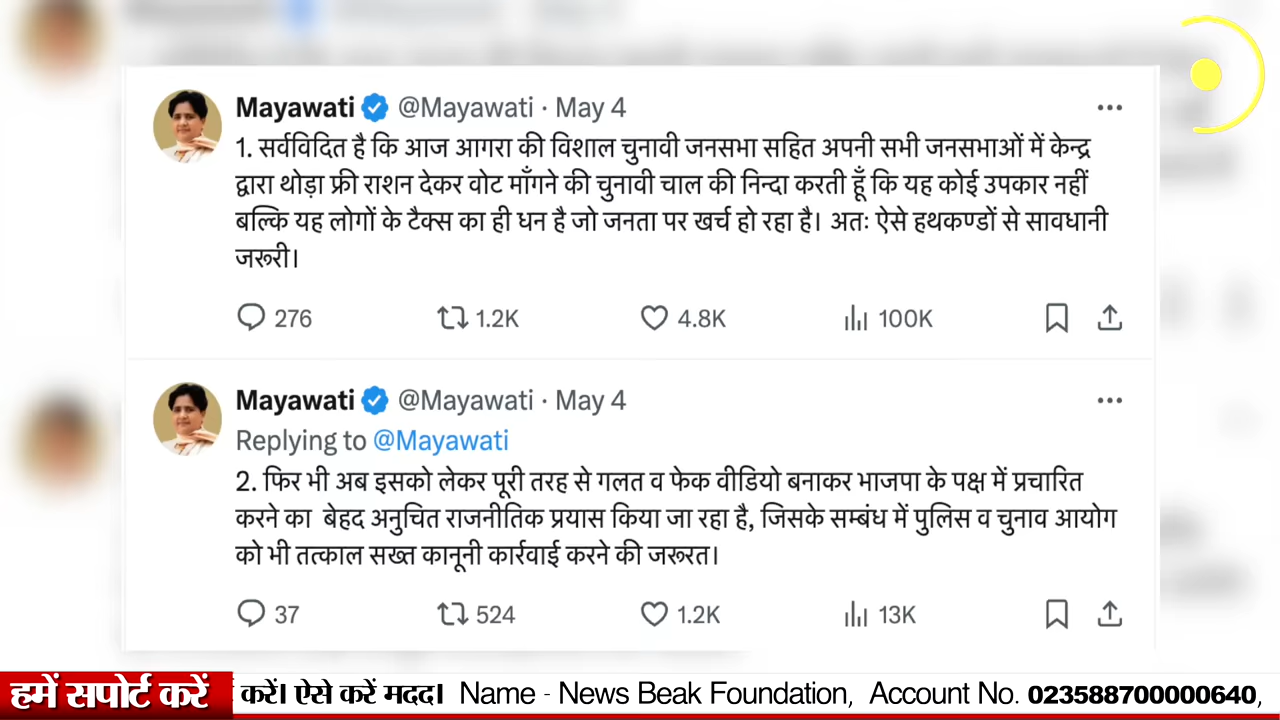 Mayawati @Mayawati · May 4
1. सर्वविदित है कि आज आगरा की विशाल चुनावी जनसभा सहित अपनी सभी जनसभाओं में केन्द्र
द्वारा थोड़ा फ्री राशन देकर वोट माँगने की चुनावी चाल की निन्दा करती हूँ कि यह कोई उपकार नहीं
बल्कि यह लोगों के टैक्स का ही धन है जो जनता पर खर्च हो रहा है। अतः ऐसे हथकण्डों से सावधानी
जरूरी।
276 1.2K 4.8K 100K
Mayawati @Mayawati · May 4
Replying to @Mayawati
2. फिर भी अब इसको लेकर पूरी तरह से गलत व फेक वीडियो बनाकर भाजपा के पक्ष में प्रचारित
करने का बेहद अनुचित राजनीतिक प्रयास किया जा रहा है, जिसके सम्बंध में पुलिस व चुनाव आयोग
को भी तत्काल सख्त कानूनी कार्रवाई करने की जरूरत।
37 524 1.2K 13K
हमें सपोर्ट करें करें। ऐसे करें मदद। Name - News Beak Foundation, Account No. 023588700000640,